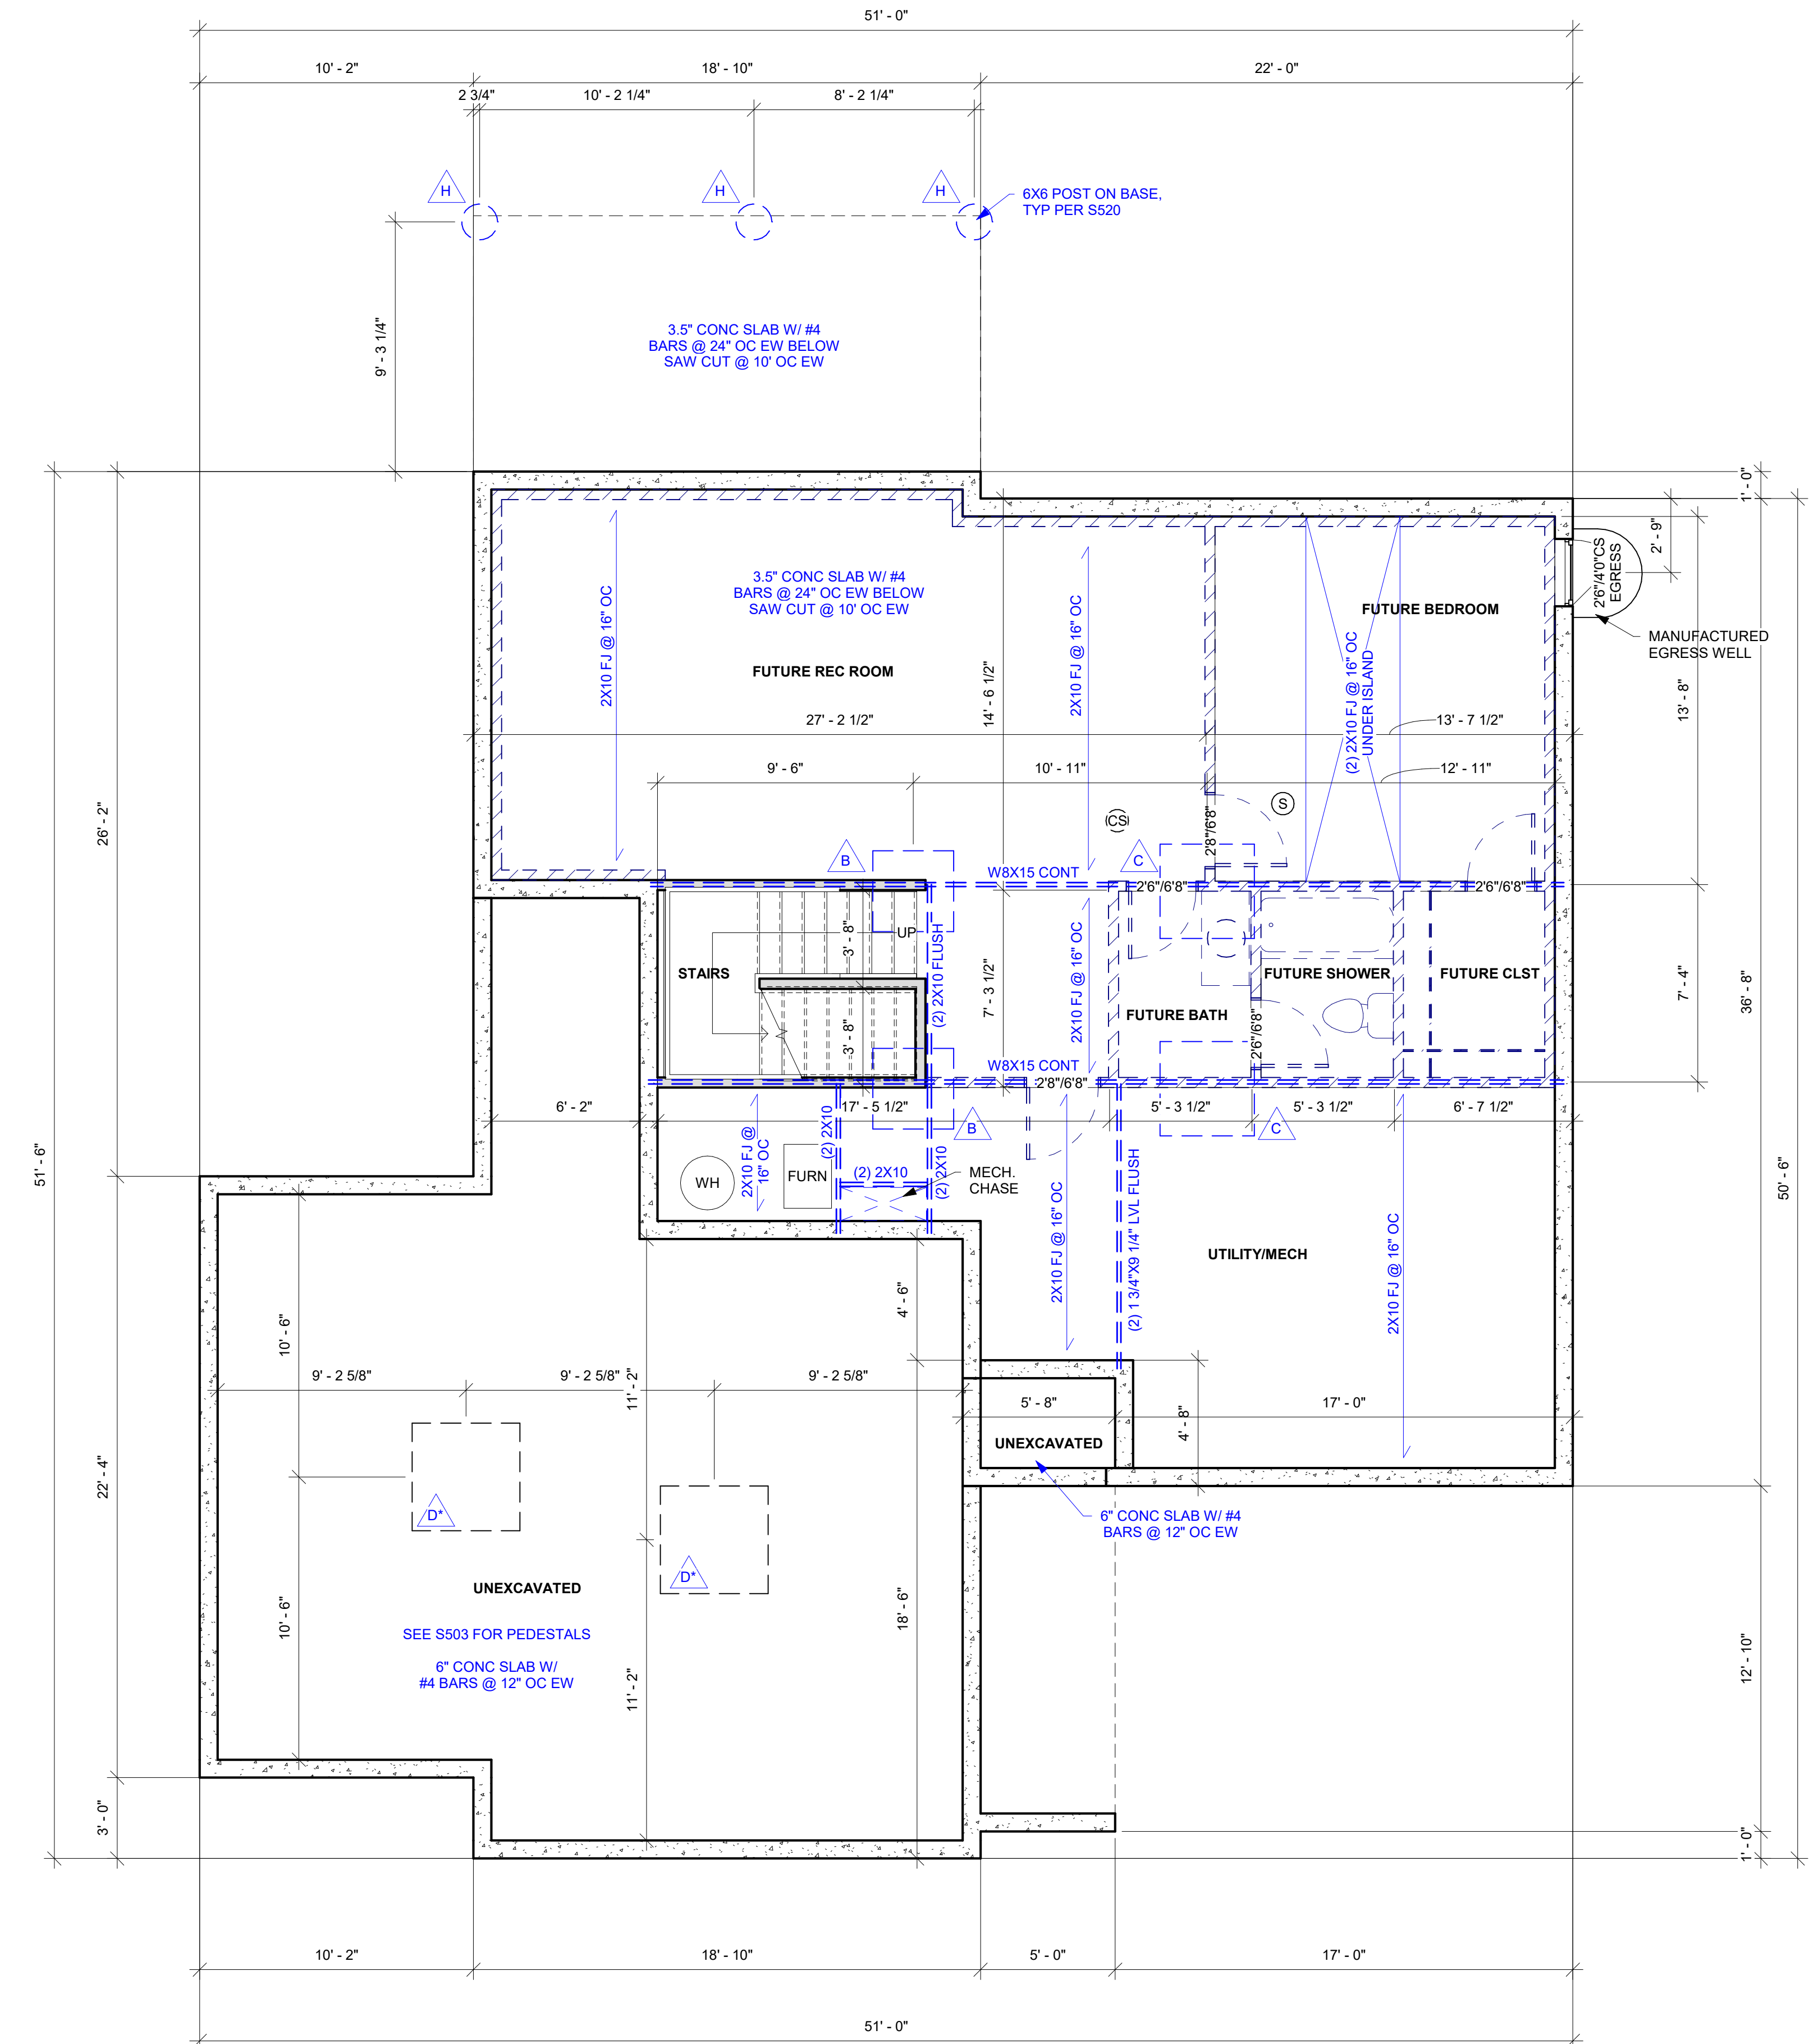 51' - 0"
10' - 2"
18' - 10"
22' - 0"
2 3/4"
10' - 2 1/4"
8' - 2 1/4"
H
H
H
6X6 POST ON BASE,
TYP PER S520
9' - 3 1/4"
3.5" CONC SLAB W/ #4
BARS @ 24" OC EW BELOW
SAW CUT @ 10' OC EW
1' - 0"
2' - 9"
2'6"/4'0"CS
EGRESS
MANUFACTURED
EGRESS WELL
3.5" CONC SLAB W/ #4
BARS @ 24" OC EW BELOW
SAW CUT @ 10' OC EW
2X10 FJ @ 16" OC
2X10 FJ @ 16" OC
FUTURE BEDROOM
FUTURE REC ROOM
14' - 6 1/2"
(2) 2X10 FJ @ 16" OC
UNDER ISLAND
13' - 8"
27' - 2 1/2"
13' - 7 1/2"
9' - 6"
10' - 11"
12' - 11"
26' - 2"
(CS)
2'8"/6'8"
S
B
C
W8X15 CONT
2'6"/6'8"
2'6"/6'8"
UP
3' - 8"
(2) 2X10 FLUSH
2X10 FJ @ 16" OC
STAIRS
FUTURE SHOWER
FUTURE CLST
7' - 3 1/2"
7' - 4"
36' - 8"
FUTURE BATH
3' - 8"
2'6"/6'8"
W8X15 CONT
2'8"/6'8"
6' - 2"
17' - 5 1/2"
5' - 3 1/2"
5' - 3 1/2"
6' - 7 1/2"
B
C
51' - 6"
50' - 6"
2X10 FJ @
16" OC
(2) 2X10
(2) 2X10
(2) 2X10
WH
FURN
MECH.
CHASE
2X10 FJ @ 16" OC
(2) 1 3/4"X9 1/4" LVL FLUSH
UTILITY/MECH
2X10 FJ @ 16" OC
4' - 6"
10' - 6"
9' - 2 5/8"
9' - 2 5/8"
9' - 2 5/8"
11' - 2"
5' - 8"
17' - 0"
4' - 8"
UNEXCAVATED
22' - 4"
D*
6" CONC SLAB W/ #4
BARS @ 12" OC EW
D*
UNEXCAVATED
10' - 6"
18' - 6"
SEE S503 FOR PEDESTALS
6" CONC SLAB W/
#4 BARS @ 12" OC EW
11' - 2"
12' - 10"
3' - 0"
1' - 0"
10' - 2"
18' - 10"
5' - 0"
17' - 0"
51' - 0"